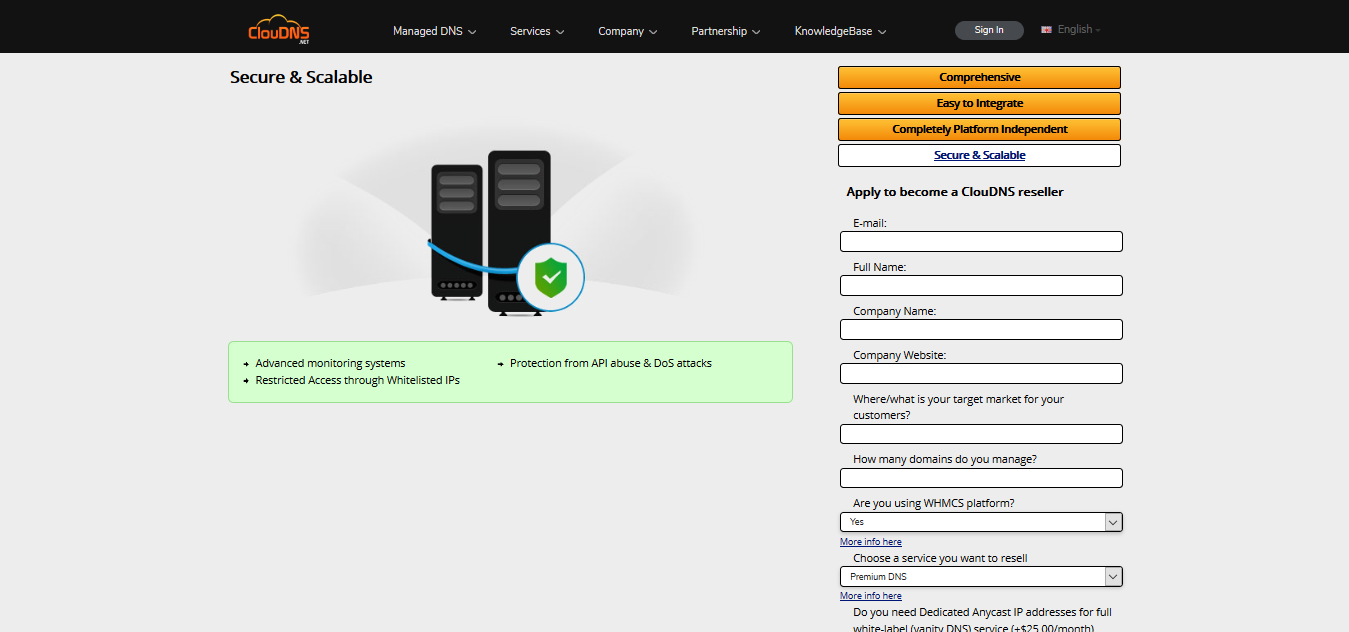 ClouDNS
.NET
Managed DNS
Services
Company
Partnership
KnowledgeBase
Sign In
English
Secure & Scalable
Advanced monitoring systems
Protection from API abuse & DoS attacks
Restricted Access through Whitelisted IPs
Comprehensive
Easy to Integrate
Completely Platform Independent
Secure & Scalable
Apply to become a ClouDNS reseller
E-mail:
Full Name:
Company Name:
Company Website:
Where/what is your target market for your
customers?
How many domains do you manage?
Are you using WHMCS platform?
Yes
More info here
Choose a service you want to resell
Premium DNS
More info here
Do you need Dedicated Anycast IP addresses for full
white-label (vanity DNS) service (+$25.00/month)